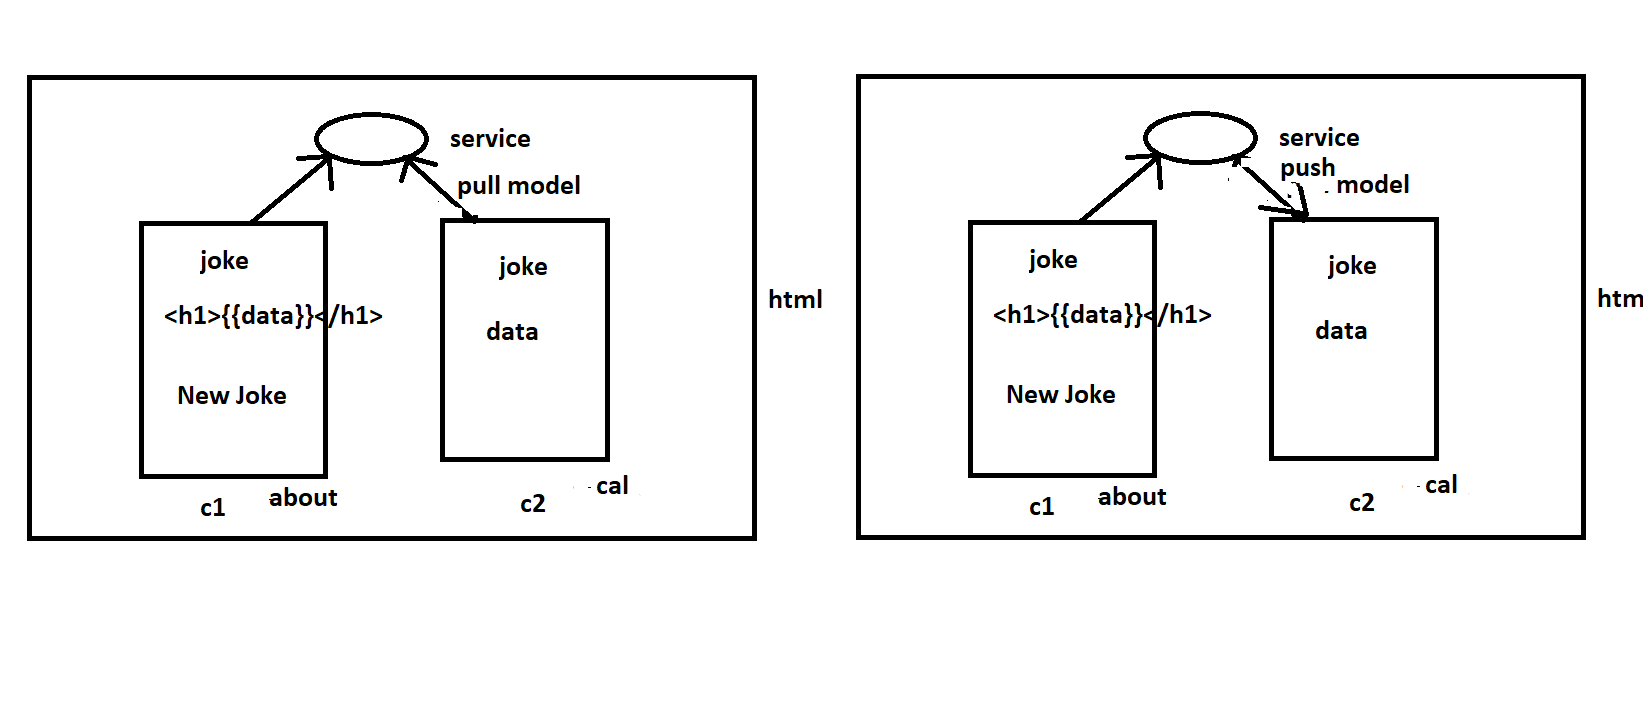 service
pull model
joke
joke
<h1>{{data}}</h1>
data
New Joke
html
c1
about
c2
cal
service
push
model
joke
joke
<h1>{{data}}</h1>
data
New Joke
htm
c1
about
c2
cal